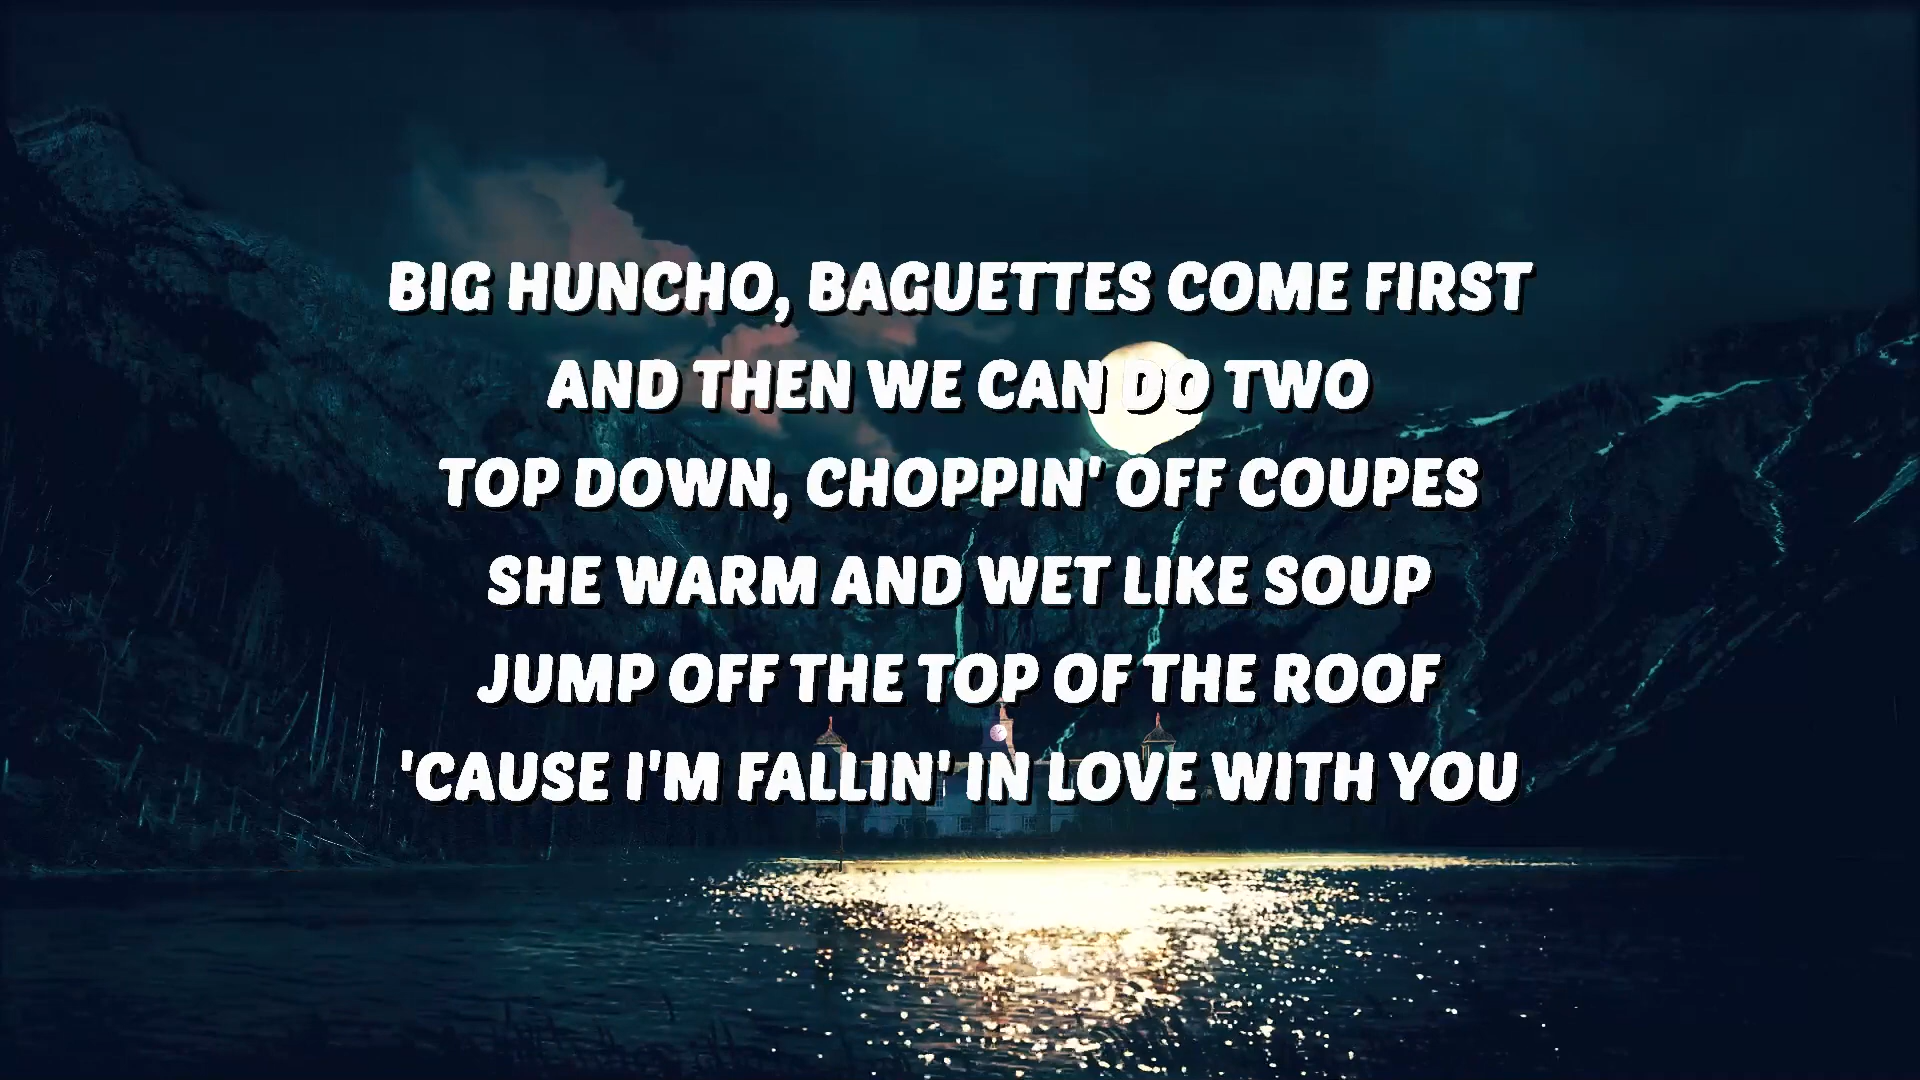 BIG HUNCHO, BAGUETTES COME FIRST
AND THEN WE CAN DO TWO
TOP DOWN, CHOPPIN' OFF COUPES
SHE WARM AND WET LIKE SOUP
JUMP OFF THE TOP OF THE ROOF
'CAUSE I'M FALLIN' IN LOVE WITH YOU